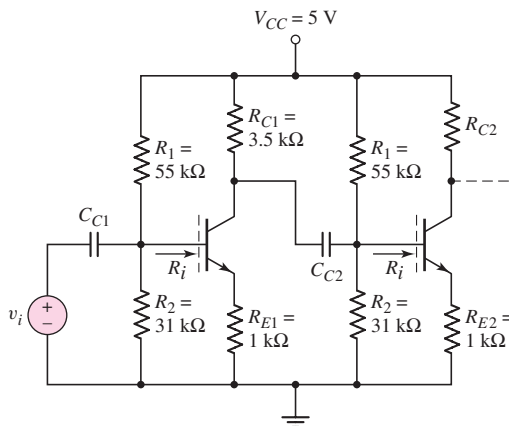 V_CC = 5 V
R_C1 =
3.5 kΩ
R_C2
R_1 =
55 kΩ
R_1 =
55 kΩ
C_C1
R_i
C_C2
R_i
v_i
+
−
R_2 =
31 kΩ
R_E1 =
1 kΩ
R_2 =
31 kΩ
R_E2 =
1 kΩ